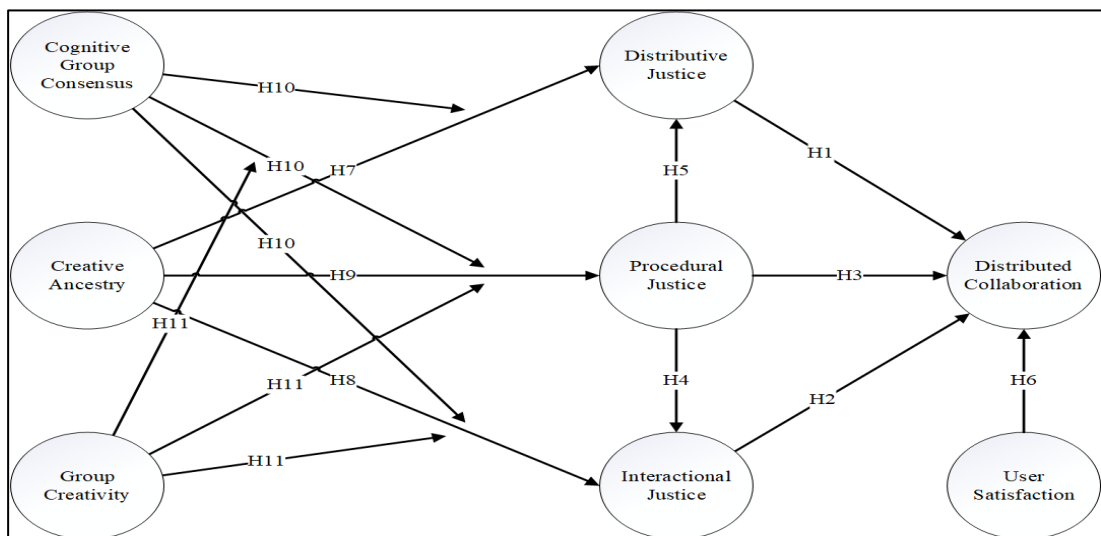 Cognitive
Group
Consensus
Distributive
Justice
H10
H10
H7
H1
H5
H10
Creative
Ancestry
H9
Procedural
Justice
H3
Distributed
Collaboration
H11
H11
H8
H4
H2
H6
H11
Group
Creativity
Interactional
Justice
User
Satisfaction